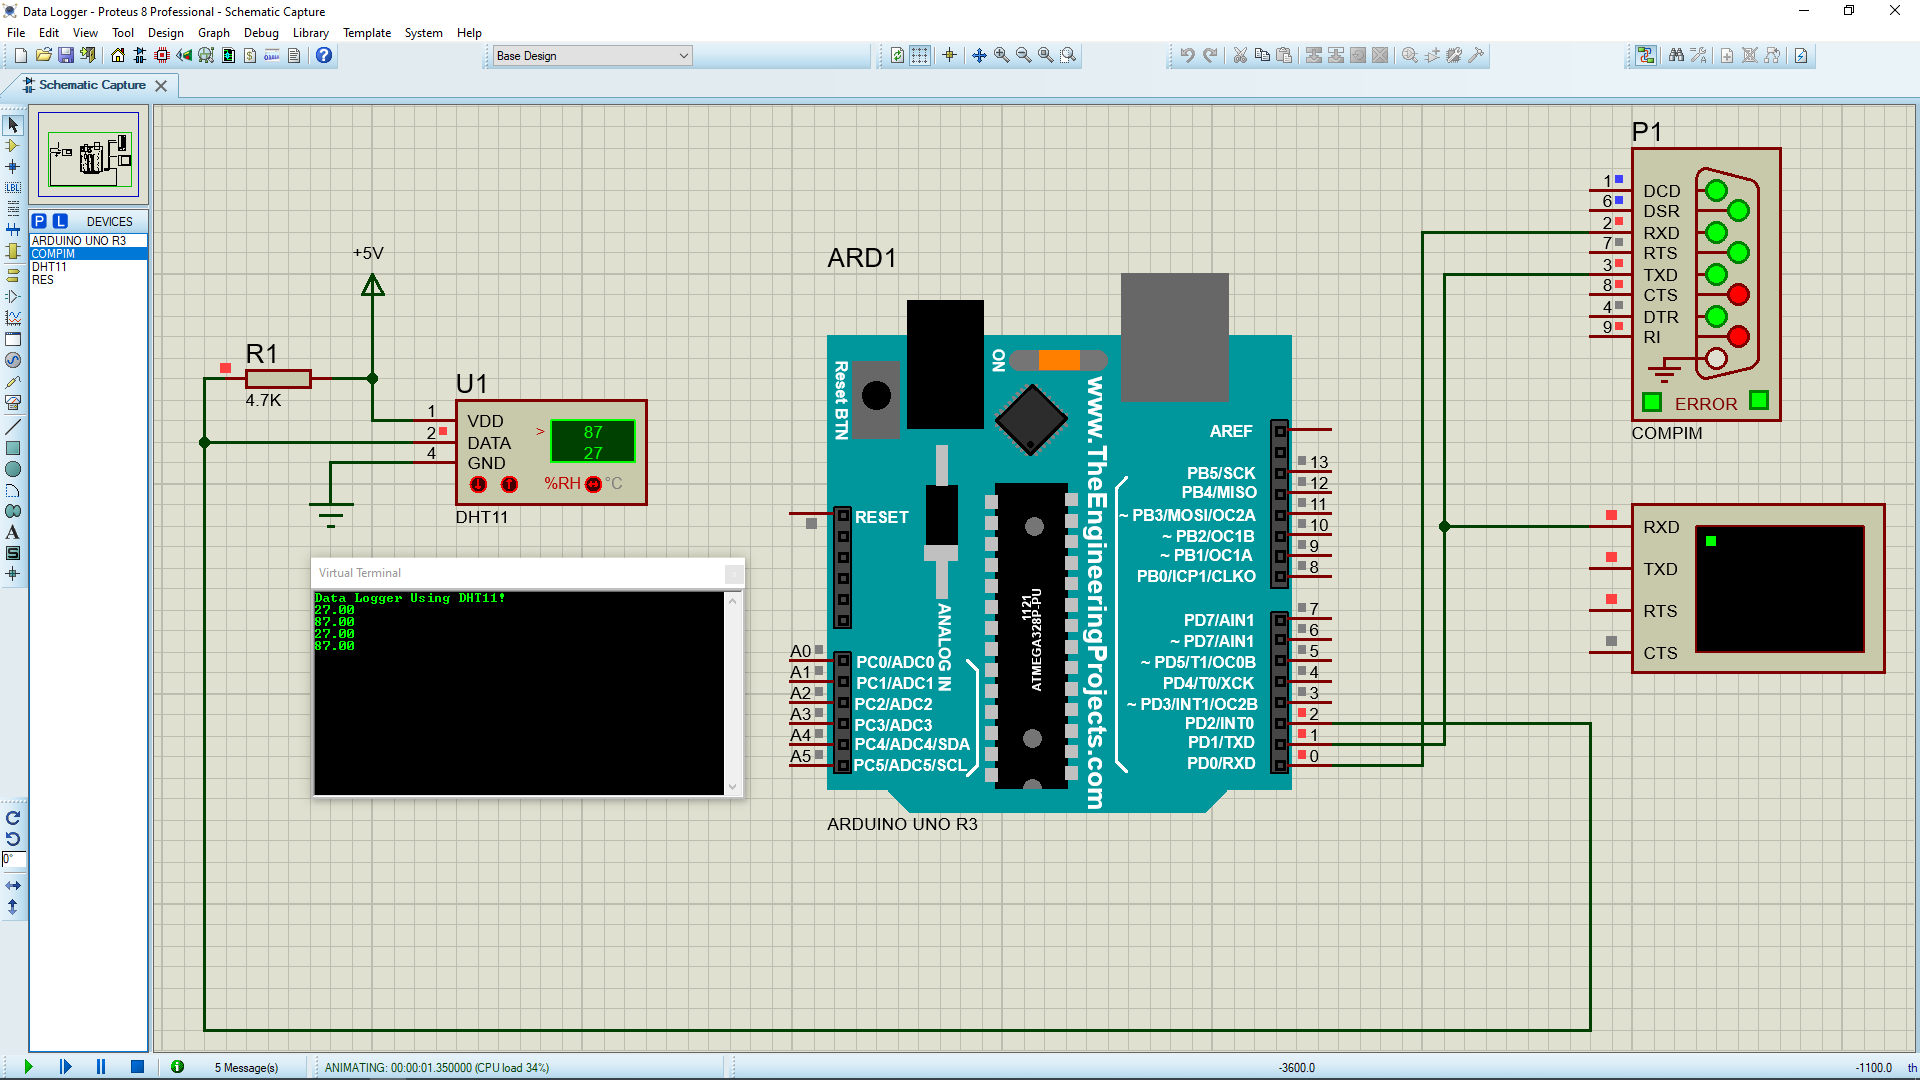 Data Logger - Proteus 8 Professional - Schematic Capture
File Edit View Tool Design Graph Debug Library Template System Help
Base Design
Schematic Capture
P L DEVICES
ARDUINO UNO R3
COMPIM
DHT11
RES
LBL
A
S
0°
+5V
R1
4.7K
U1
1 VDD
2 DATA
4 GND
>
87
27
%RH °C
DHT11
Virtual Terminal
Data Logger Using DHT11!
27.00
87.00
27.00
87.00
ARD1
Reset BTN
ON
www.TheEngineeringProjects.com
ANALOG IN
1121
ATMEGA328P-PU
RESET
A0 PC0/ADC0
A1 PC1/ADC1
A2 PC2/ADC2
A3 PC3/ADC3
A4 PC4/ADC4/SDA
A5 PC5/ADC5/SCL
AREF
PB5/SCK 13
PB4/MISO 12
~ PB3/MOSI/OC2A 11
~ PB2/OC1B 10
~ PB1/OC1A 9
PB0/ICP1/CLKO 8
PD7/AIN1 7
~ PD7/AIN1 6
~ PD5/T1/OC0B 5
PD4/T0/XCK 4
~ PD3/INT1/OC2B 3
PD2/INT0 2
PD1/TXD 1
PD0/RXD 0
ARDUINO UNO R3
P1
1 DCD
6 DSR
2 RXD
7 RTS
3 TXD
8 CTS
4 DTR
9 RI
ERROR
COMPIM
RXD
TXD
RTS
CTS
5 Message(s)
ANIMATING: 00:00:01.350000 (CPU load 34%)
-3600.0
-1100.0 th